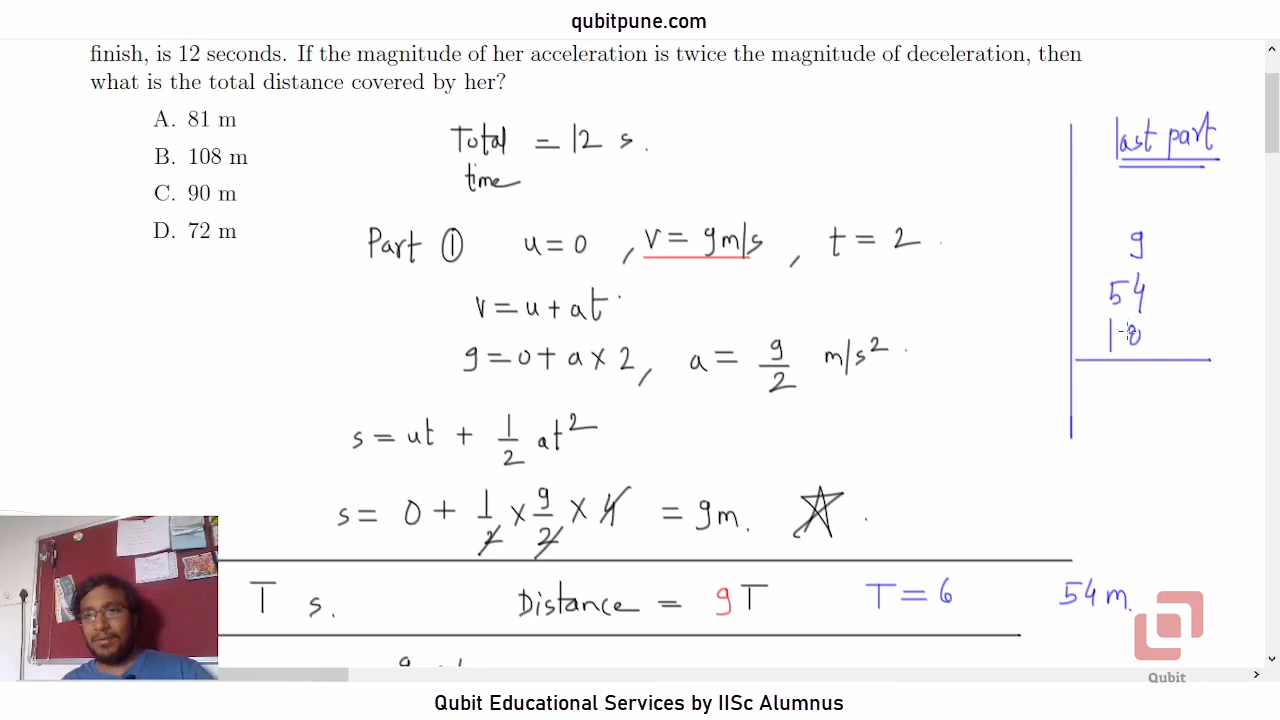 qubitpune.com
finish, is 12 seconds. If the magnitude of her acceleration is twice the magnitude of deceleration, then
what is the total distance covered by her?
A. 81 m
B. 108 m
C. 90 m
D. 72 m
Total time = 12 s.
Part ① u = 0 , v = 9 m/s , t = 2
v = u + at
9 = 0 + a × 2 , a = 9/2 m/s²
s = ut + 1/2 at²
s = 0 + 1/2 × 9/2 × 4 = 9 m.
T s. Distance = 9 T T = 6 54 m.
last part
9
54
18
Qubit
Qubit Educational Services by IISc Alumnus